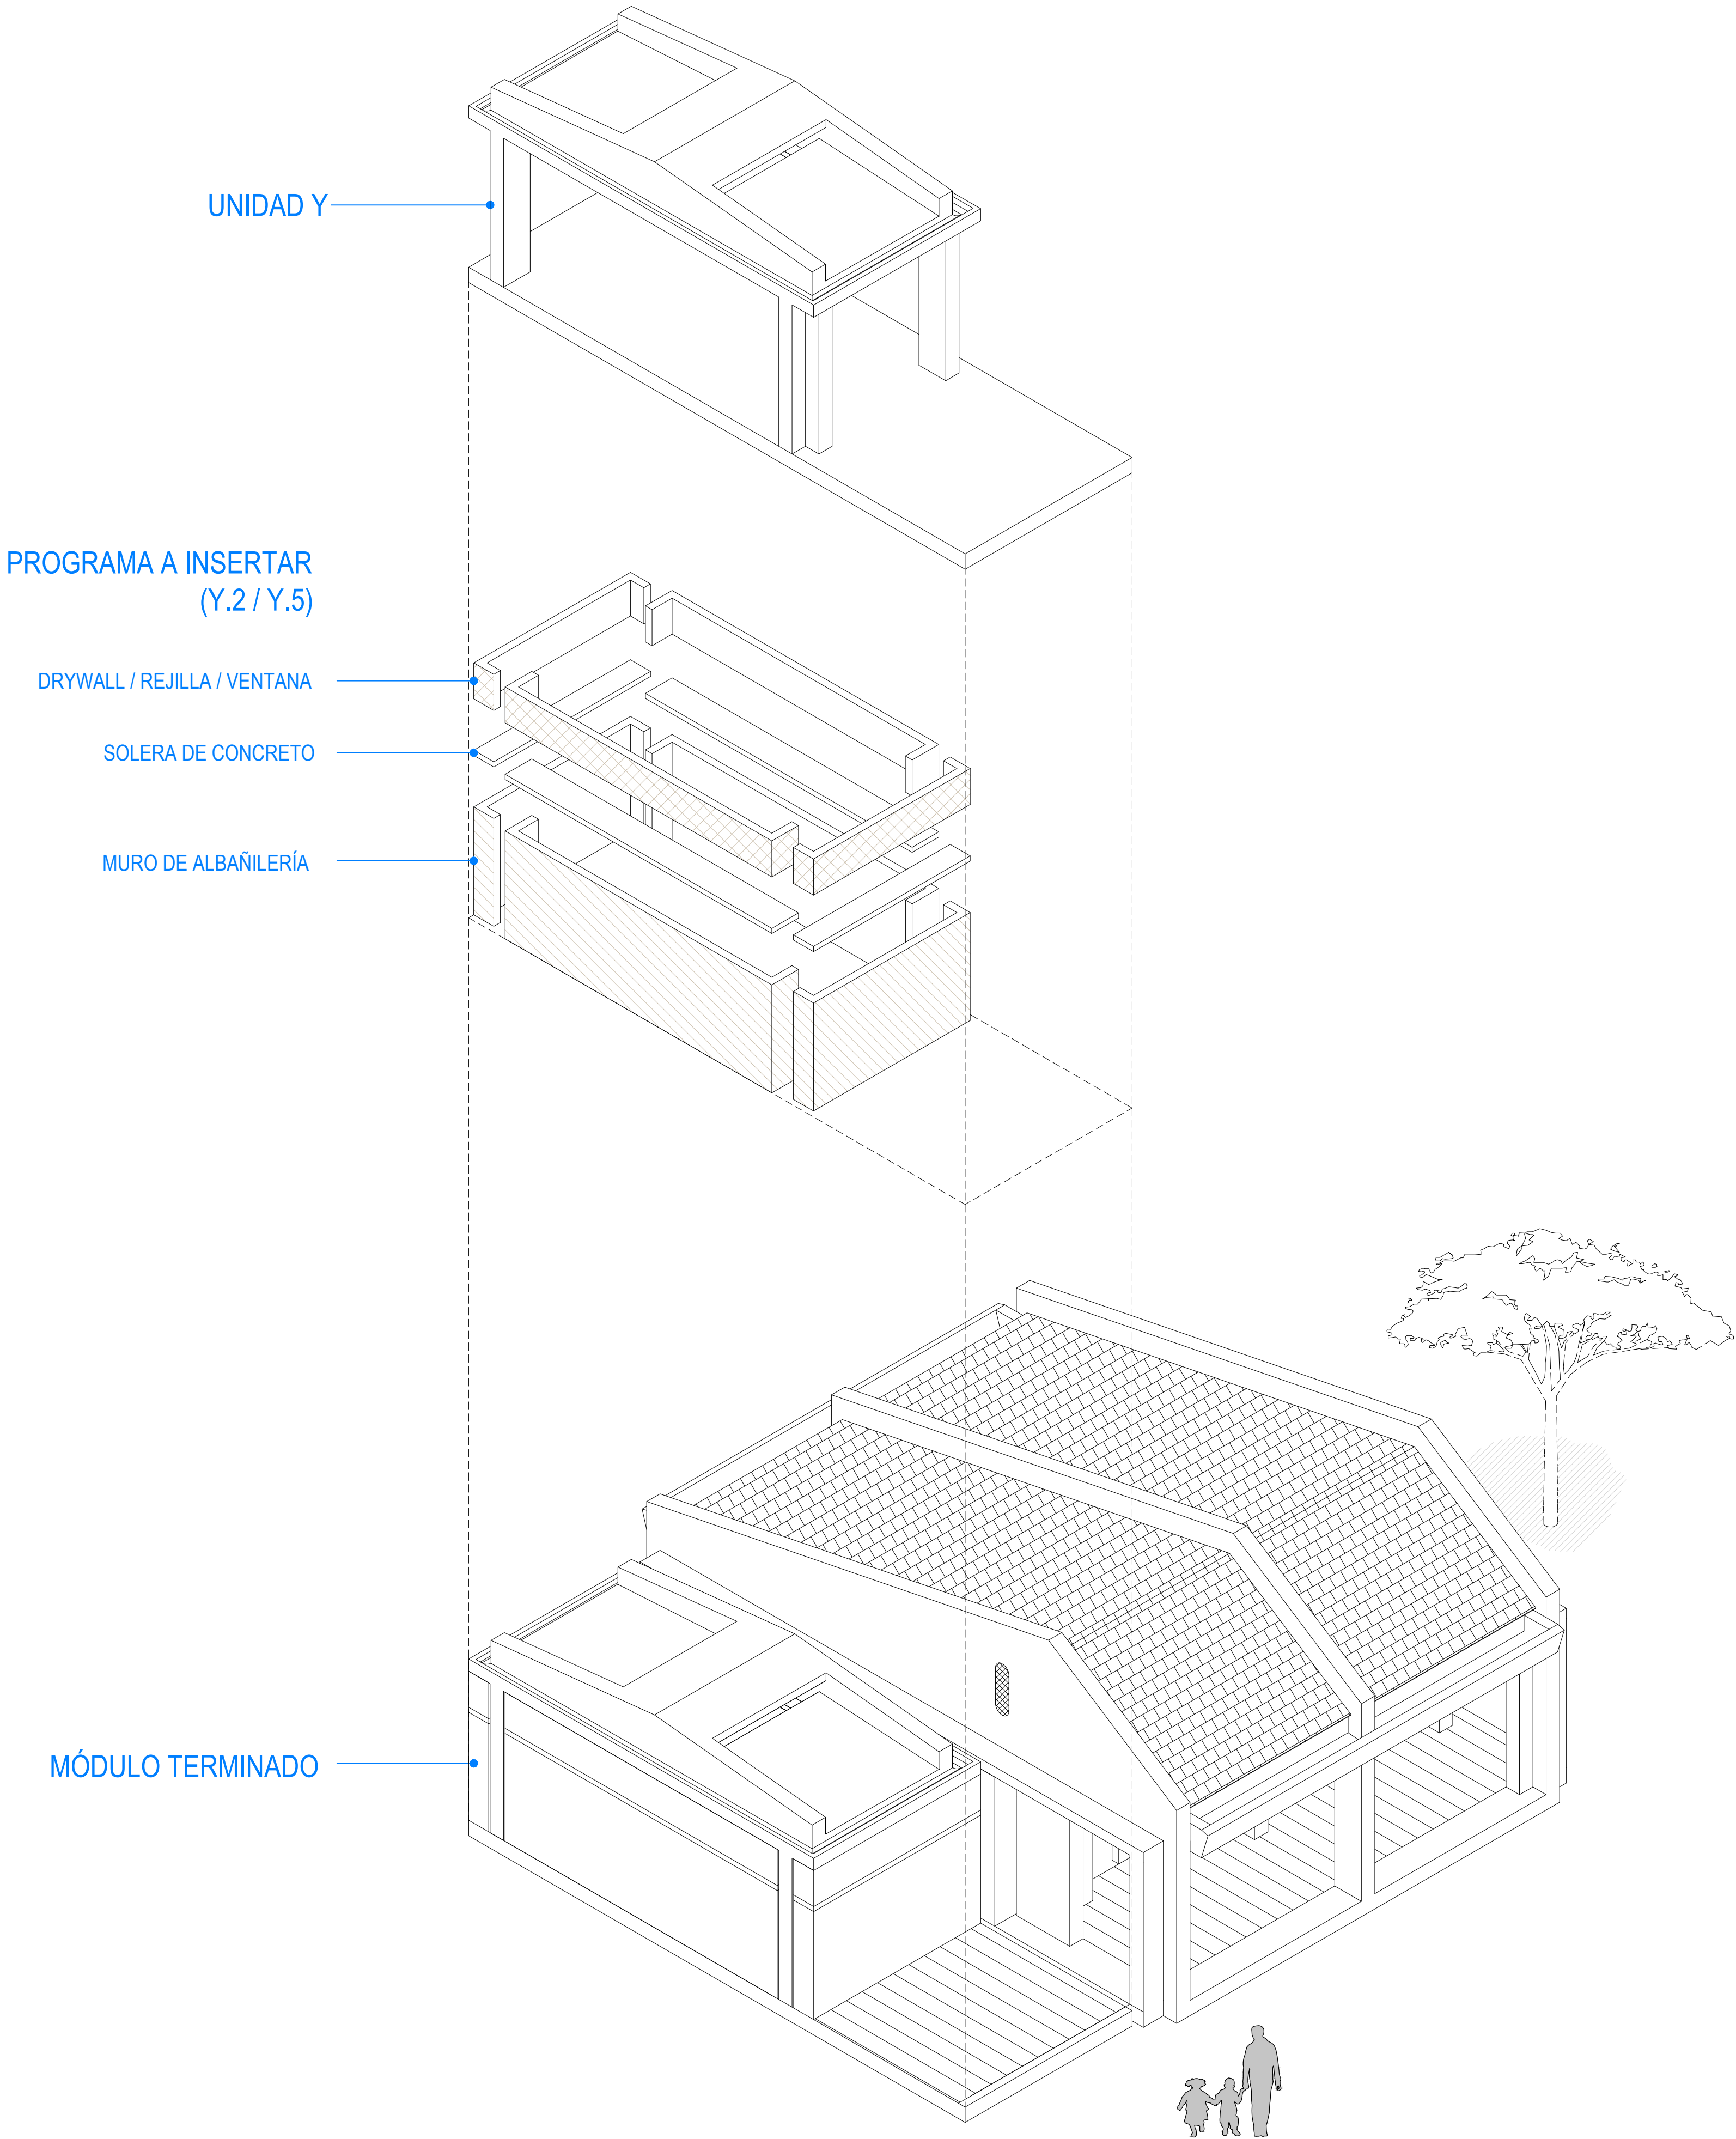 UNIDAD Y
PROGRAMA A INSERTAR
(Y.2 / Y.5)
DRYWALL / REJILLA / VENTANA
SOLERA DE CONCRETO
MURO DE ALBAÑILERÍA
MÓDULO TERMINADO